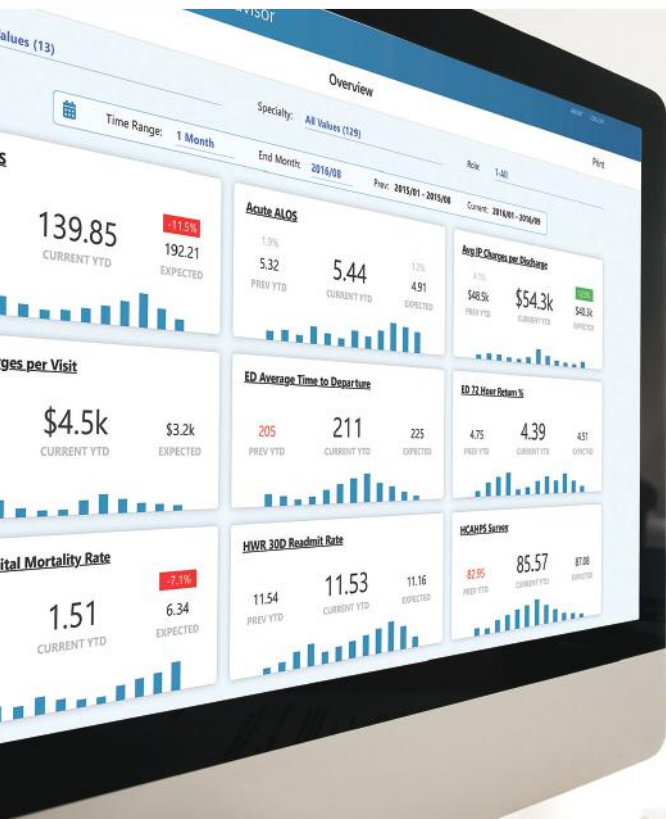 visor
Values (13)
Overview
Specialty: All Values (129)
Role: 1-All
Print
Time Range: 1 Month
End Month: 2016/08
Prev: 2015/01 - 2015/08
Current: 2016/01 - 2016/09
S
139.85
CURRENT YTD
-11.5%
192.21
EXPECTED
Acute ALOS
1.9%
5.32
PREV YTD
5.44
CURRENT YTD
1.2%
4.91
EXPECTED
Avg IP Charges per Discharge
4.1%
$48.5k
PREV YTD
$54.3k
CURRENT YTD
$48.3k
EXPECTED
rges per Visit
$4.5k
CURRENT YTD
$3.2k
EXPECTED
ED Average Time to Departure
205
PREV YTD
211
CURRENT YTD
225
EXPECTED
ED 72 Hour Return %
4.75
PREV YTD
4.39
CURRENT YTD
4.51
EXPECTED
ital Mortality Rate
1.51
CURRENT YTD
-7.1%
6.34
EXPECTED
HWR 30D Readmit Rate
11.54
PREV YTD
11.53
CURRENT YTD
11.16
EXPECTED
HCAHPS Survey
82.95
PREV YTD
85.57
CURRENT YTD
87.08
EXPECTED